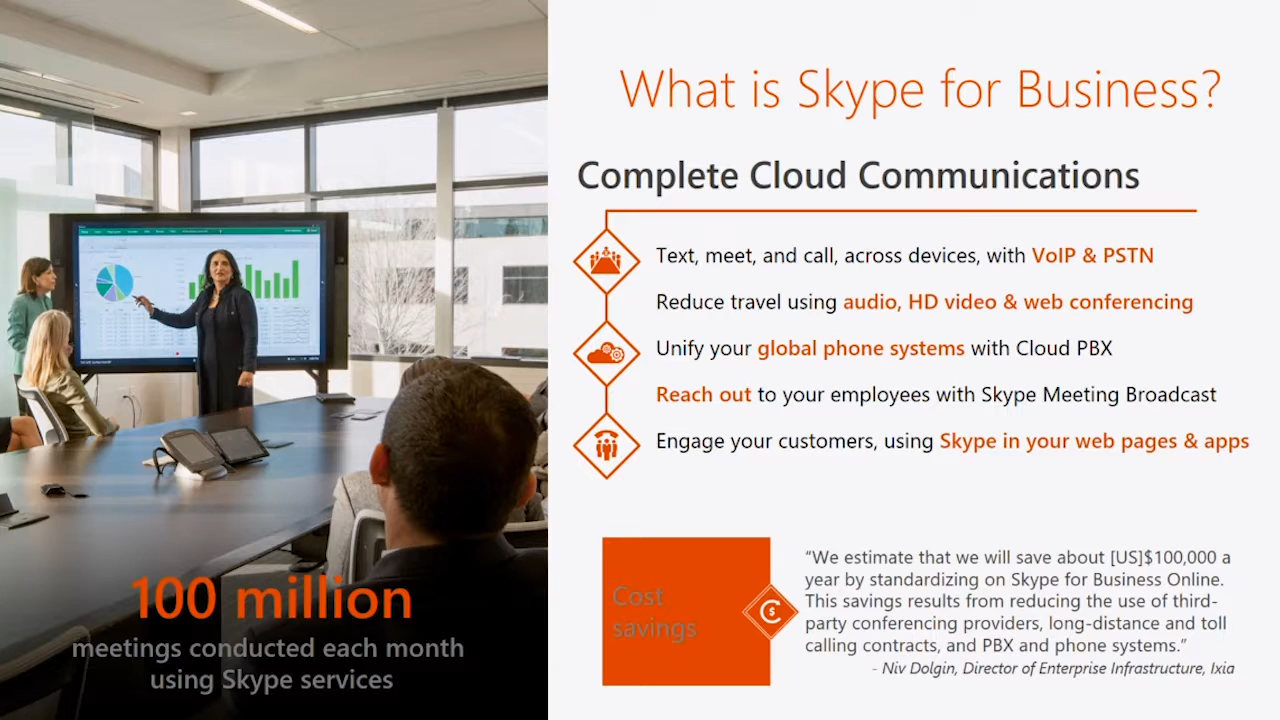 What is Skype for Business?
Complete Cloud Communications
Text, meet, and call, across devices, with VoIP & PSTN
Reduce travel using audio, HD video & web conferencing
Unify your global phone systems with Cloud PBX
Reach out to your employees with Skype Meeting Broadcast
Engage your customers, using Skype in your web pages & apps
100 million
meetings conducted each month
using Skype services
Cost
savings
“We estimate that we will save about [US]$100,000 a
year by standardizing on Skype for Business Online.
This savings results from reducing the use of third-
party conferencing providers, long-distance and toll
calling contracts, and PBX and phone systems.”
- Niv Dolgin, Director of Enterprise Infrastructure, Ixia